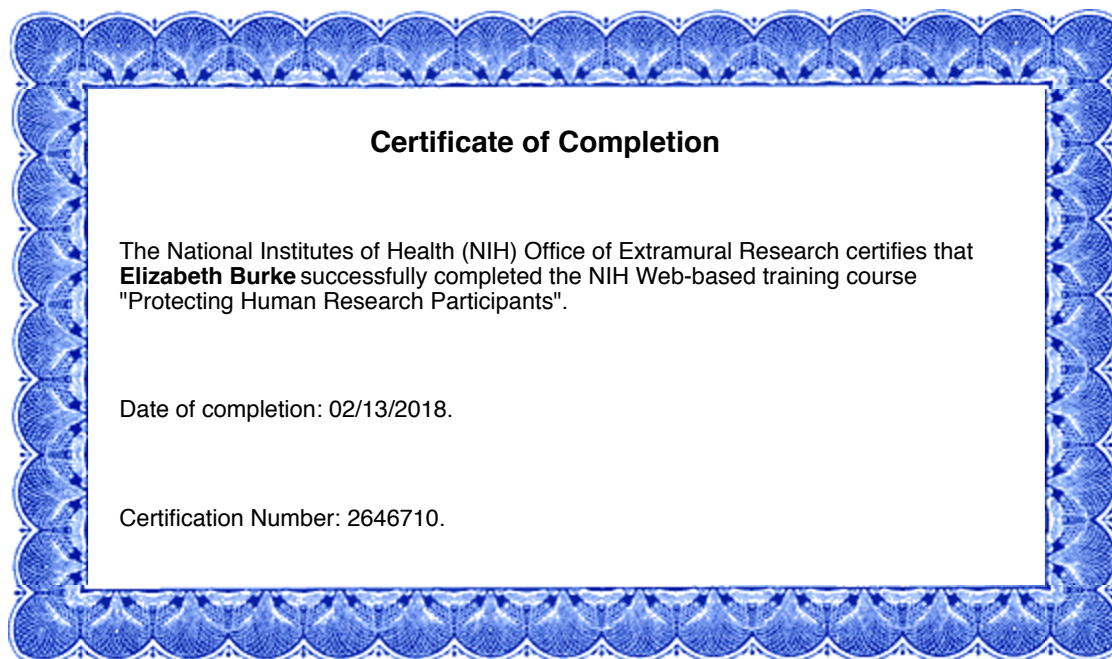 Certificate of Completion
The National Institutes of Health (NIH) Office of Extramural Research certifies that
Elizabeth Burke successfully completed the NIH Web-based training course
"Protecting Human Research Participants".
Date of completion: 02/13/2018.
Certification Number: 2646710.